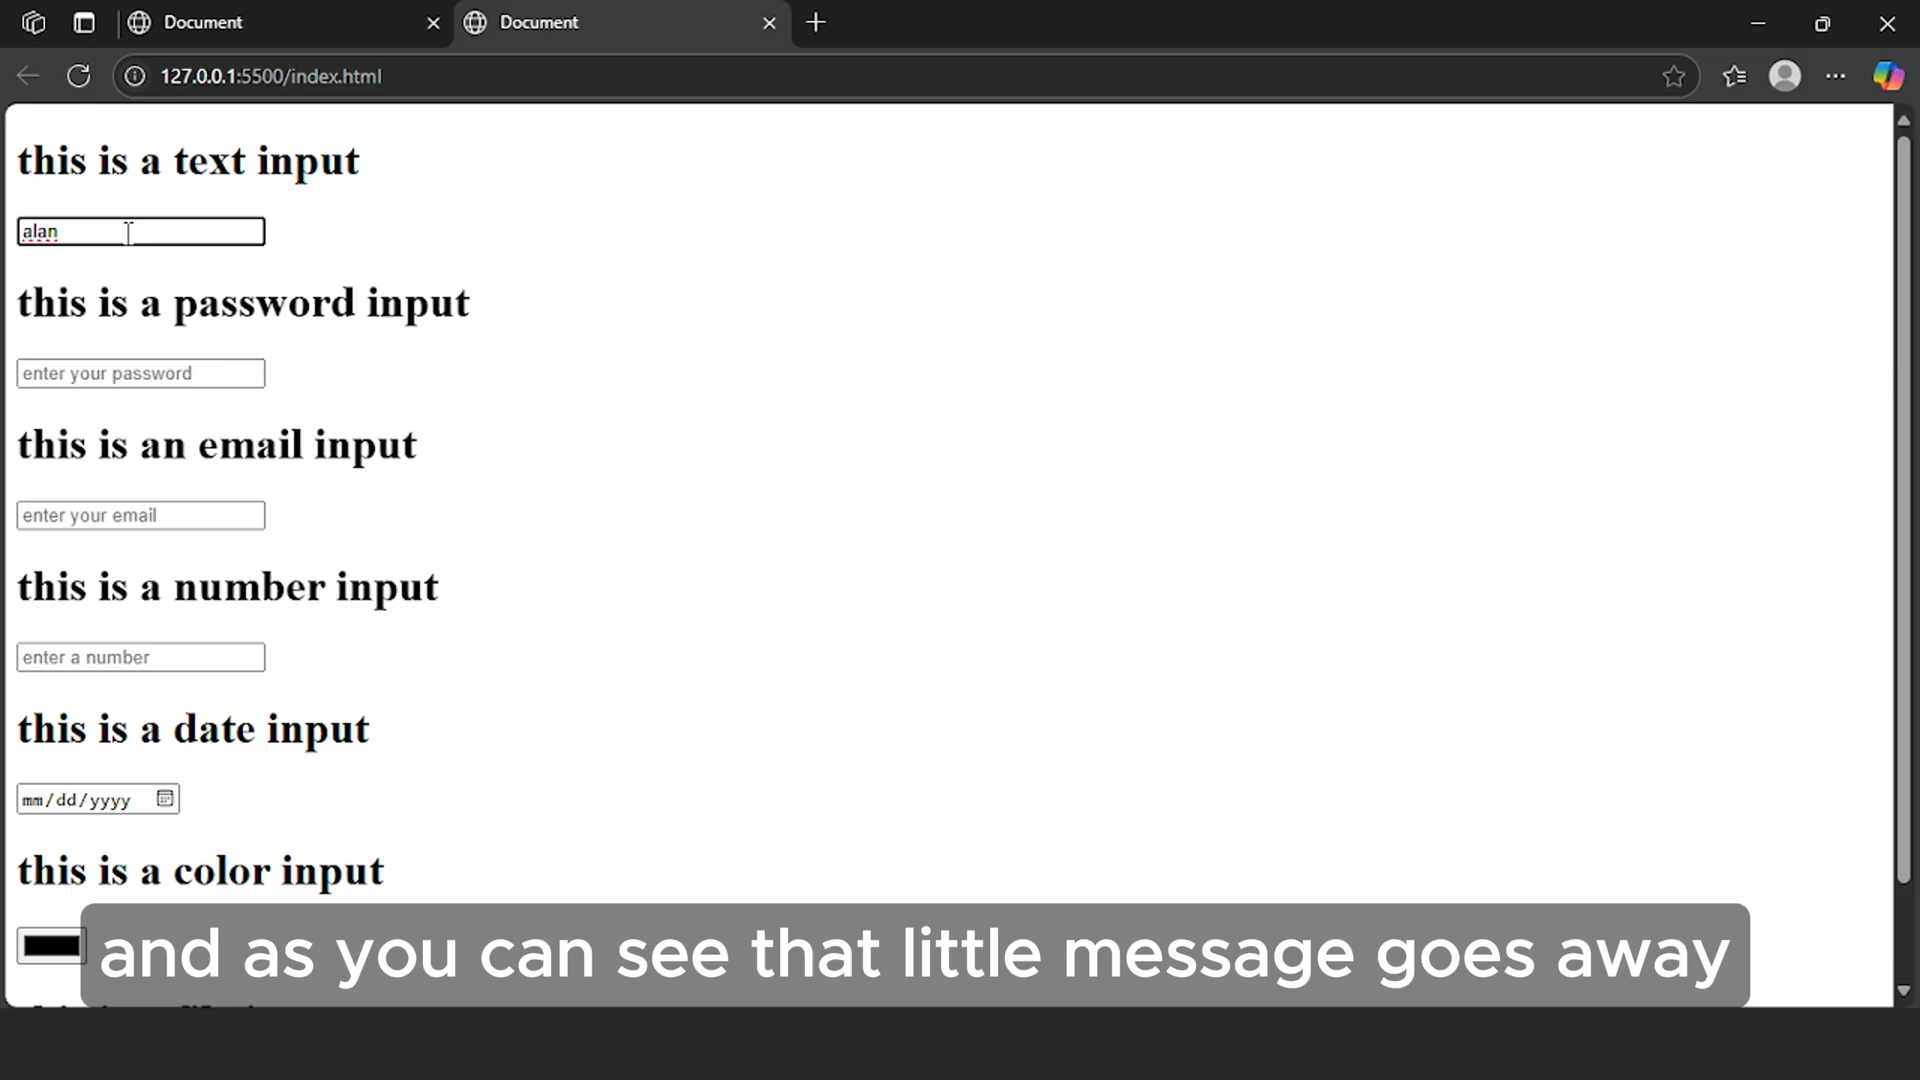 Document
Document
127.0.0.1:5500/index.html
this is a text input
alan
this is a password input
enter your password
this is an email input
enter your email
this is a number input
enter a number
this is a date input
mm/dd/yyyy
this is a color input
and as you can see that little message goes away